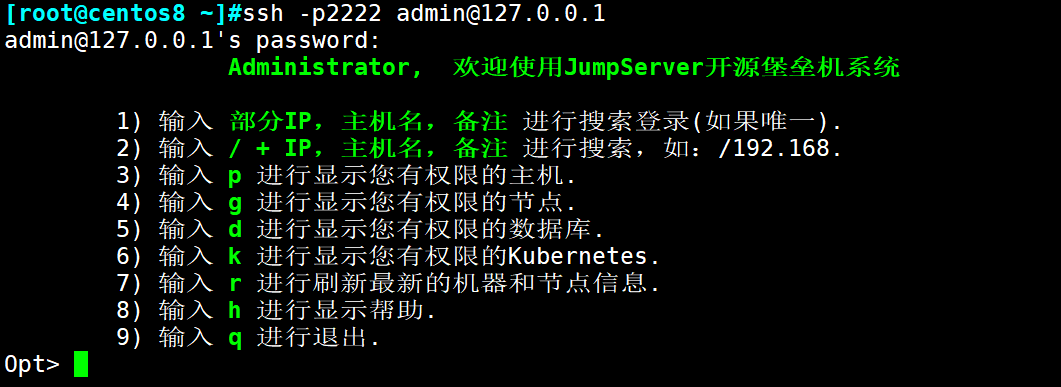 [root@centos8 ~]#ssh -p2222 admin@127.0.0.1
admin@127.0.0.1's password:
Administrator, 欢迎使用JumpServer开源堡垒机系统
1) 输入 部分IP，主机名，备注 进行搜索登录(如果唯一).
2) 输入 / + IP，主机名，备注 进行搜索，如：/192.168.
3) 输入 p 进行显示您有权限的主机.
4) 输入 g 进行显示您有权限的节点.
5) 输入 d 进行显示您有权限的数据库.
6) 输入 k 进行显示您有权限的Kubernetes.
7) 输入 r 进行刷新最新的机器和节点信息.
8) 输入 h 进行显示帮助.
9) 输入 q 进行退出.
Opt>